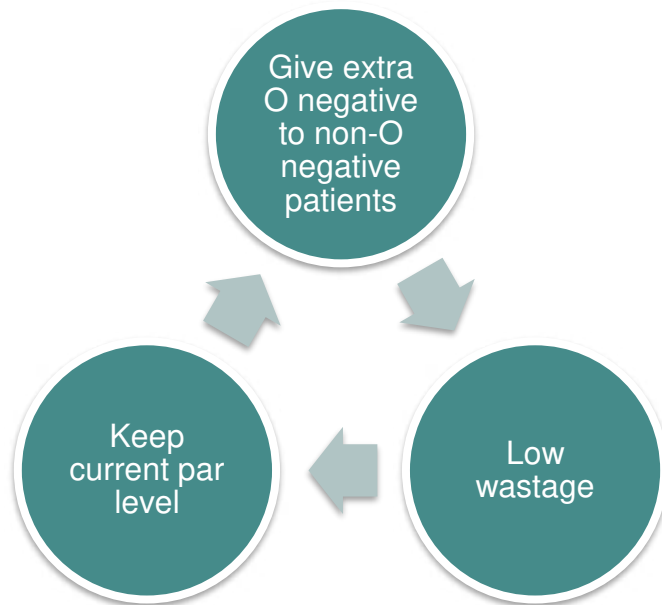 Give extra
O negative
to non-O
negative
patients
Low
wastage
Keep
current par
level